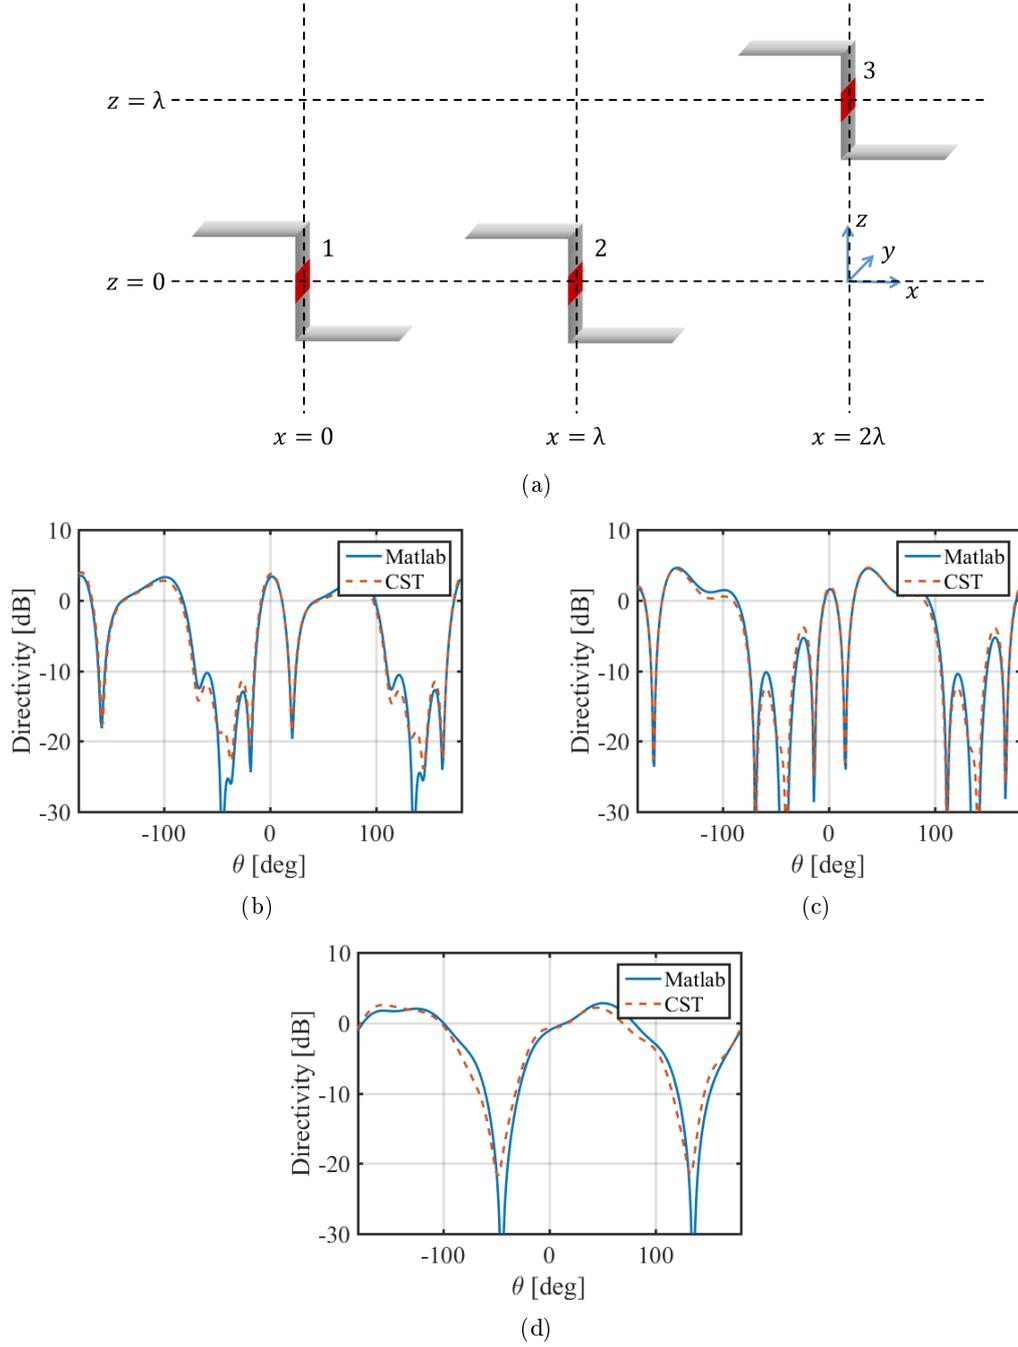 3
z = λ
z
1
2
y
z = 0
x
x = 0
x = λ
x = 2λ
(a)
10
0
-10
-20
-30
Directivity [dB]
Matlab
CST
-100
0
100
θ [deg]
(b)
10
0
-10
-20
-30
Directivity [dB]
Matlab
CST
-100
0
100
θ [deg]
(c)
10
0
-10
-20
-30
Directivity [dB]
Matlab
CST
-100
0
100
θ [deg]
(d)